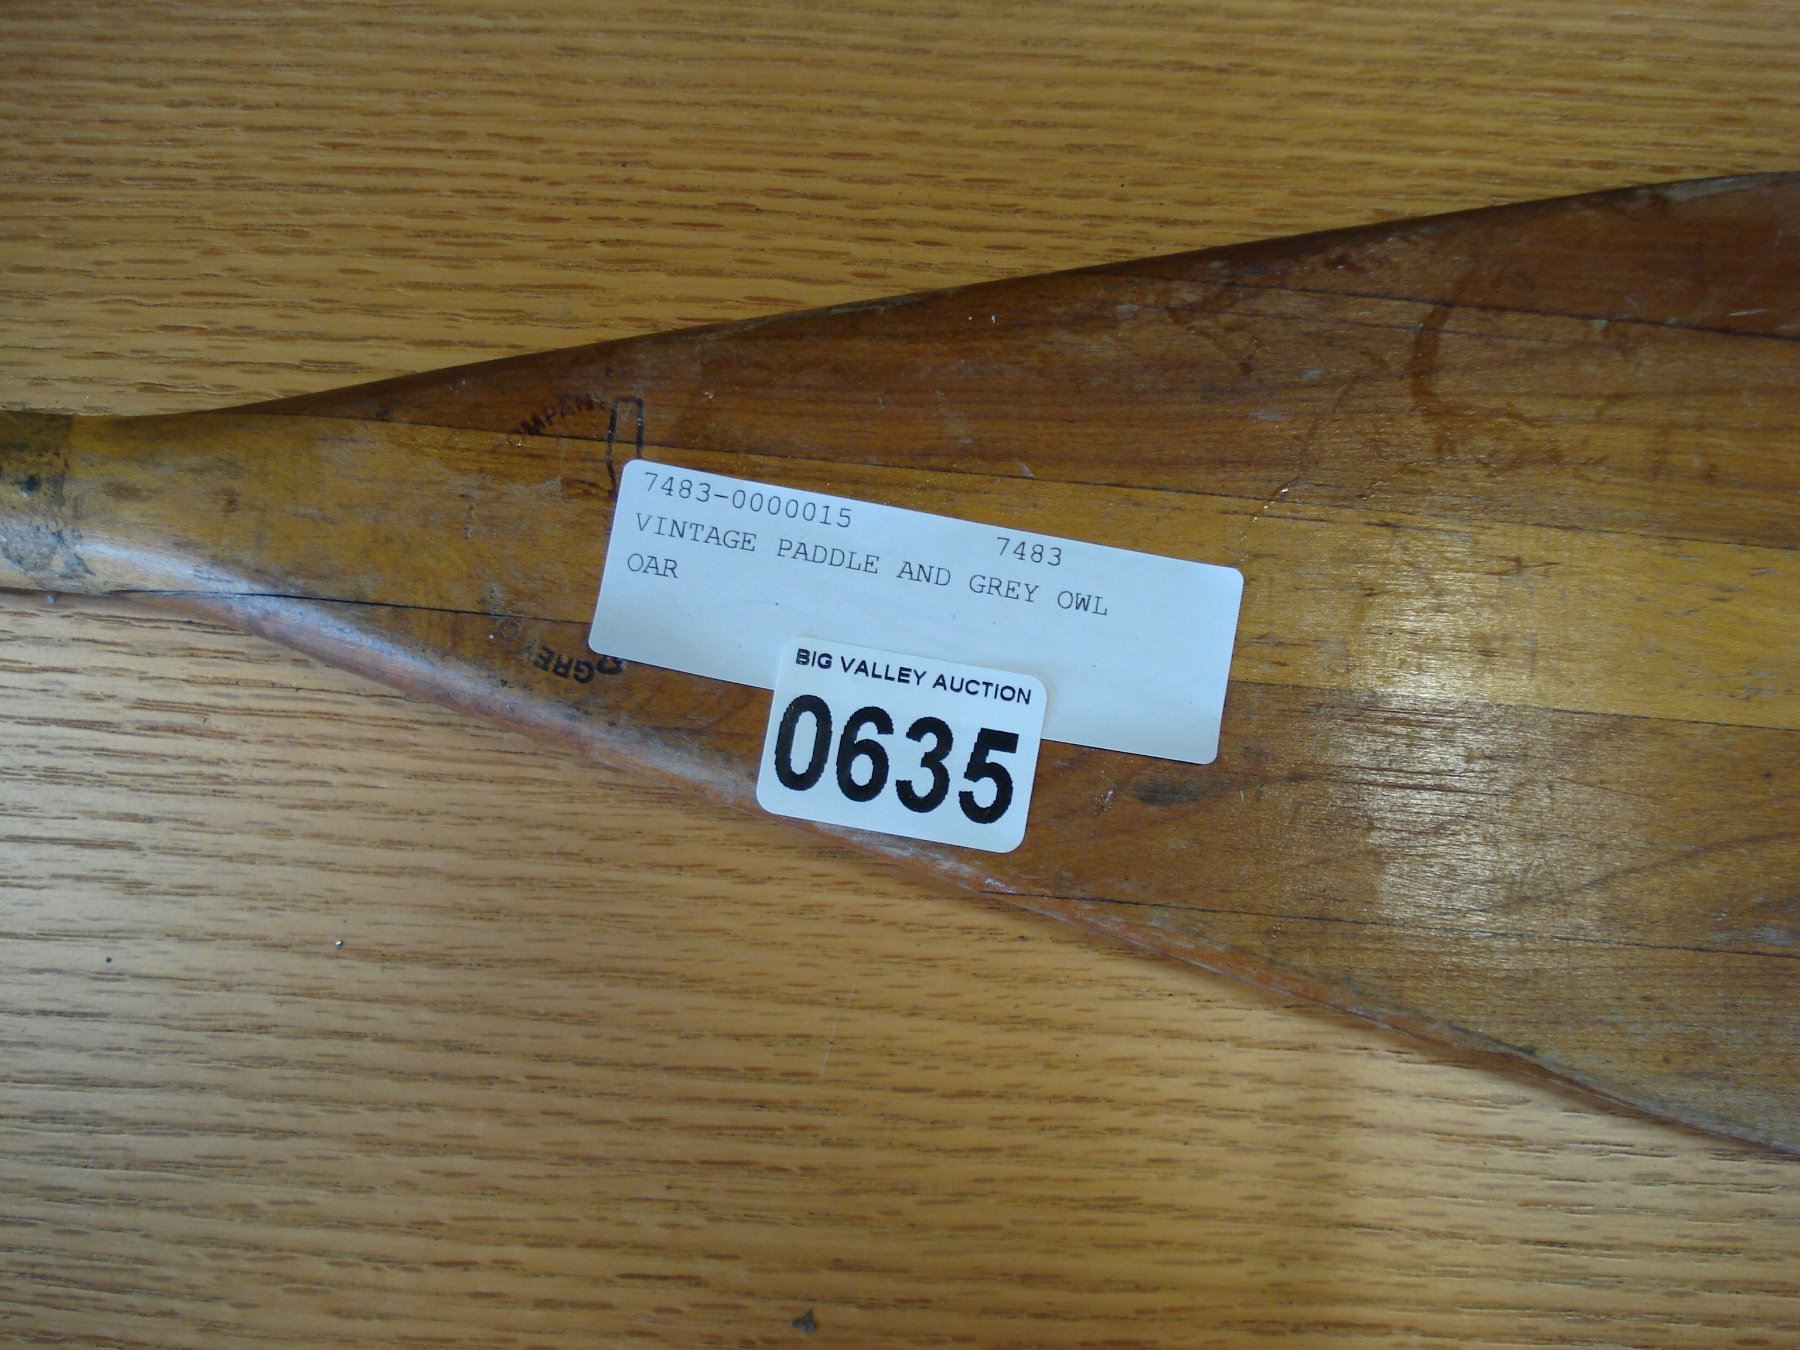 7483-0000015
7483
VINTAGE PADDLE AND GREY OWL
OAR
BIG VALLEY AUCTION
0635